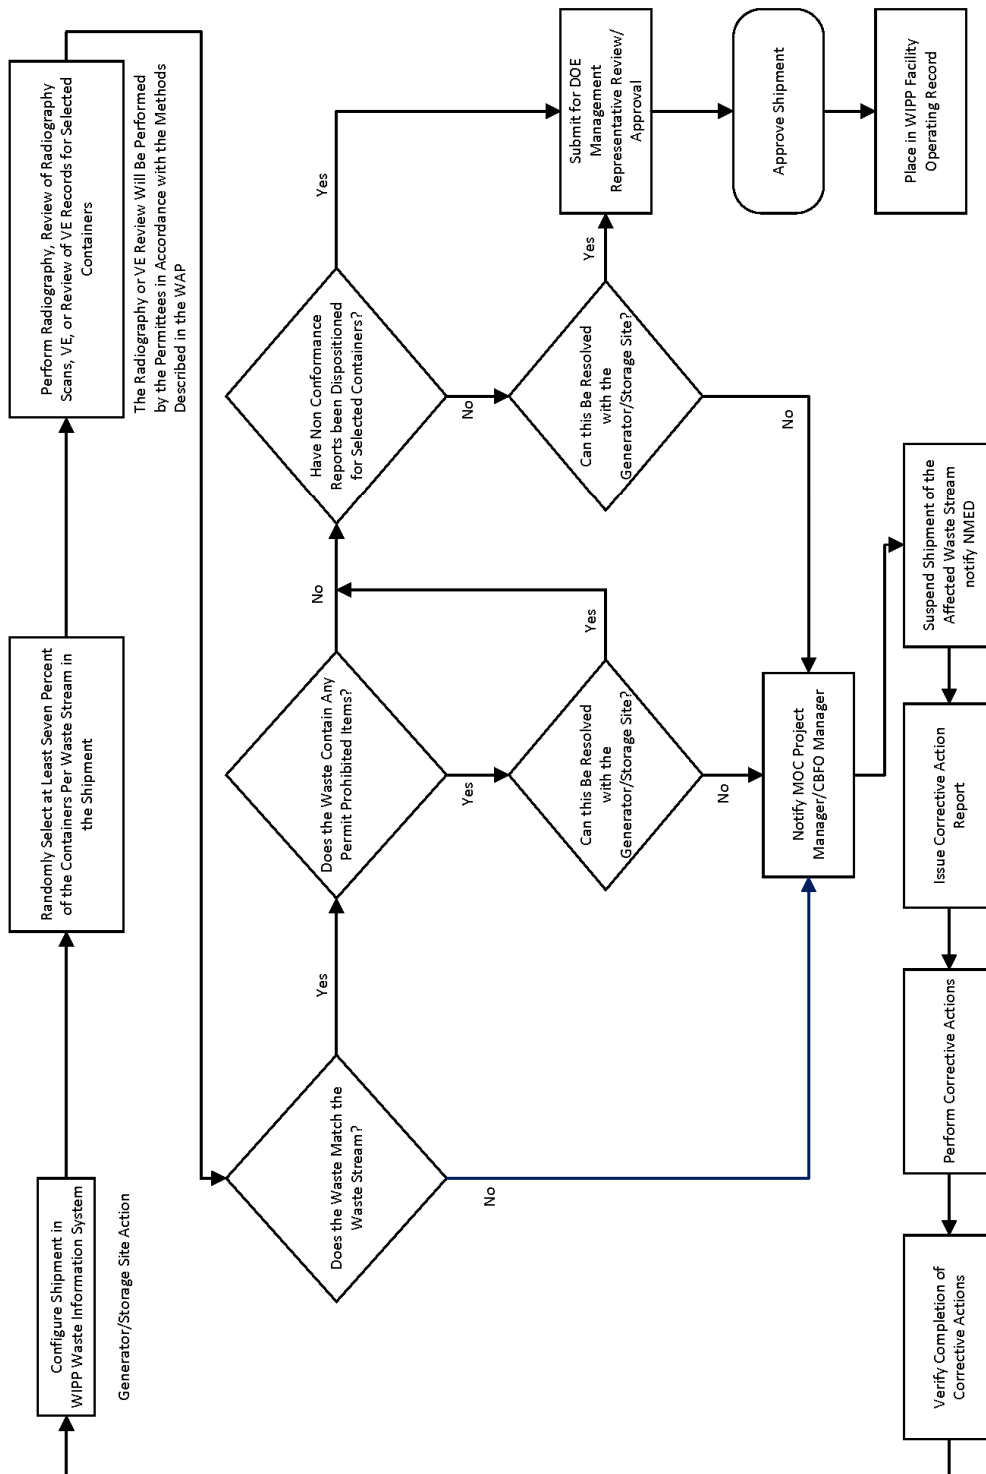 Configure Shipment in
WIPP Waste Information System
Generator/Storage Site Action
Randomly Select at Least Seven Percent
of the Containers Per Waste Stream in
the Shipment
Perform Radiography, Review of Radiography
Scans, VE, or Review of VE Records for Selected
Containers
The Radiography or VE Review Will Be Performed
by the Permittees in Accordance with the Methods
Described in the WAP
Does the Waste Match the
Waste Stream?
Yes
No
Does the Waste Contain Any
Permit Prohibited Items?
No
Yes
Can this Be Resolved
with the
Generator/Storage Site?
Yes
No
Have Non Conformance
Reports been Dispositioned
for Selected Containers?
Yes
No
Can this Be Resolved
with the
Generator/Storage Site?
Yes
No
Submit for DOE
Management
Representative Review/
Approval
Approve Shipment
Place in WIPP Facility
Operating Record
Notify MOC Project
Manager/CBFO Manager
Suspend Shipment of the
Affected Waste Stream
notify NMED
Issue Corrective Action
Report
Perform Corrective Actions
Verify Completion of
Corrective Actions